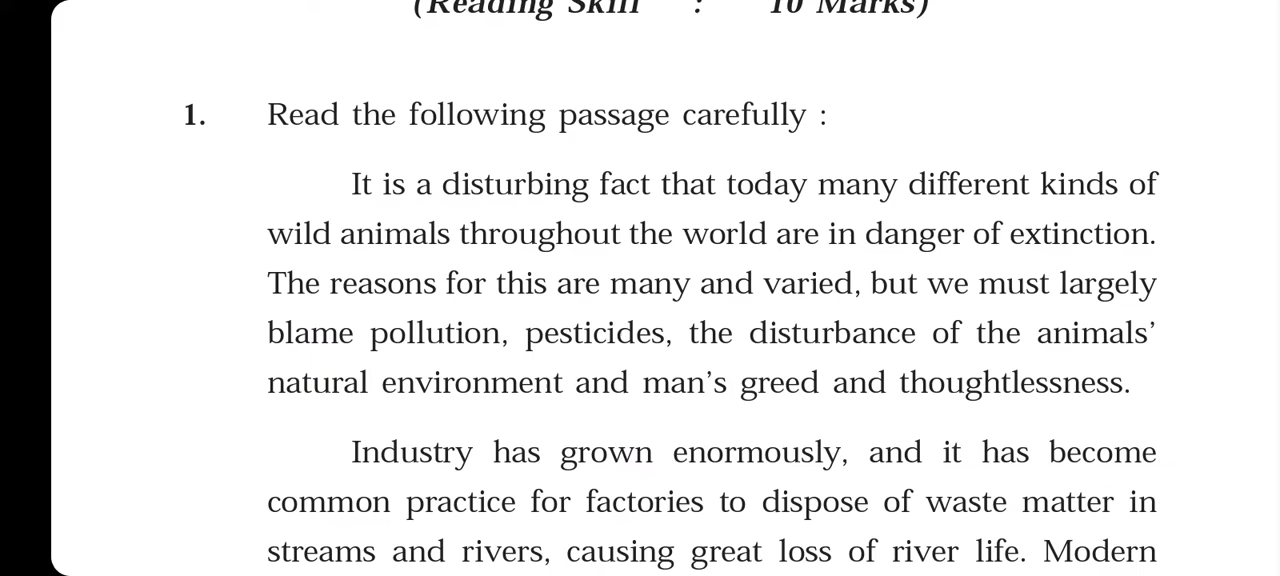 (Reading Skill : 10 Marks)
1. Read the following passage carefully :
It is a disturbing fact that today many different kinds of
wild animals throughout the world are in danger of extinction.
The reasons for this are many and varied, but we must largely
blame pollution, pesticides, the disturbance of the animals’
natural environment and man’s greed and thoughtlessness.
Industry has grown enormously, and it has become
common practice for factories to dispose of waste matter in
streams and rivers, causing great loss of river life. Modern